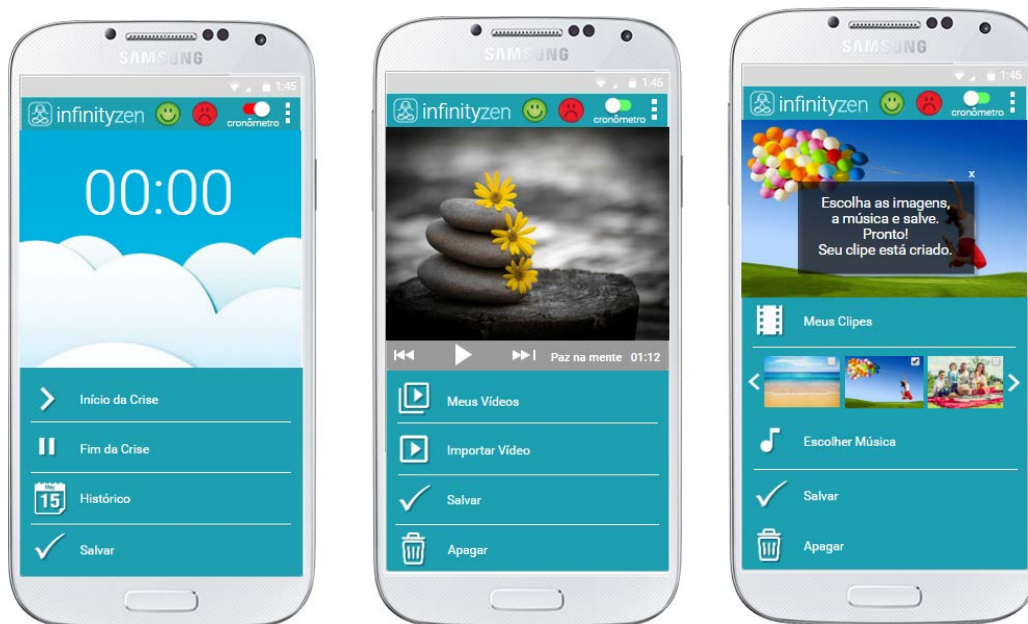 SAMSUNG
1:45
infinityzen
cronômetro
00:00
Início da Crise
Fim da Crise
15
Histórico
Salvar
SAMSUNG
1:45
infinityzen
cronômetro
Paz na mente 01:12
Meus Vídeos
Importar Vídeo
Salvar
Apagar
SAMSUNG
1:45
infinityzen
cronômetro
x
Escolha as imagens,
a música e salve.
Pronto!
Seu clipe está criado.
Meus Clipes
Escolher Música
Salvar
Apagar